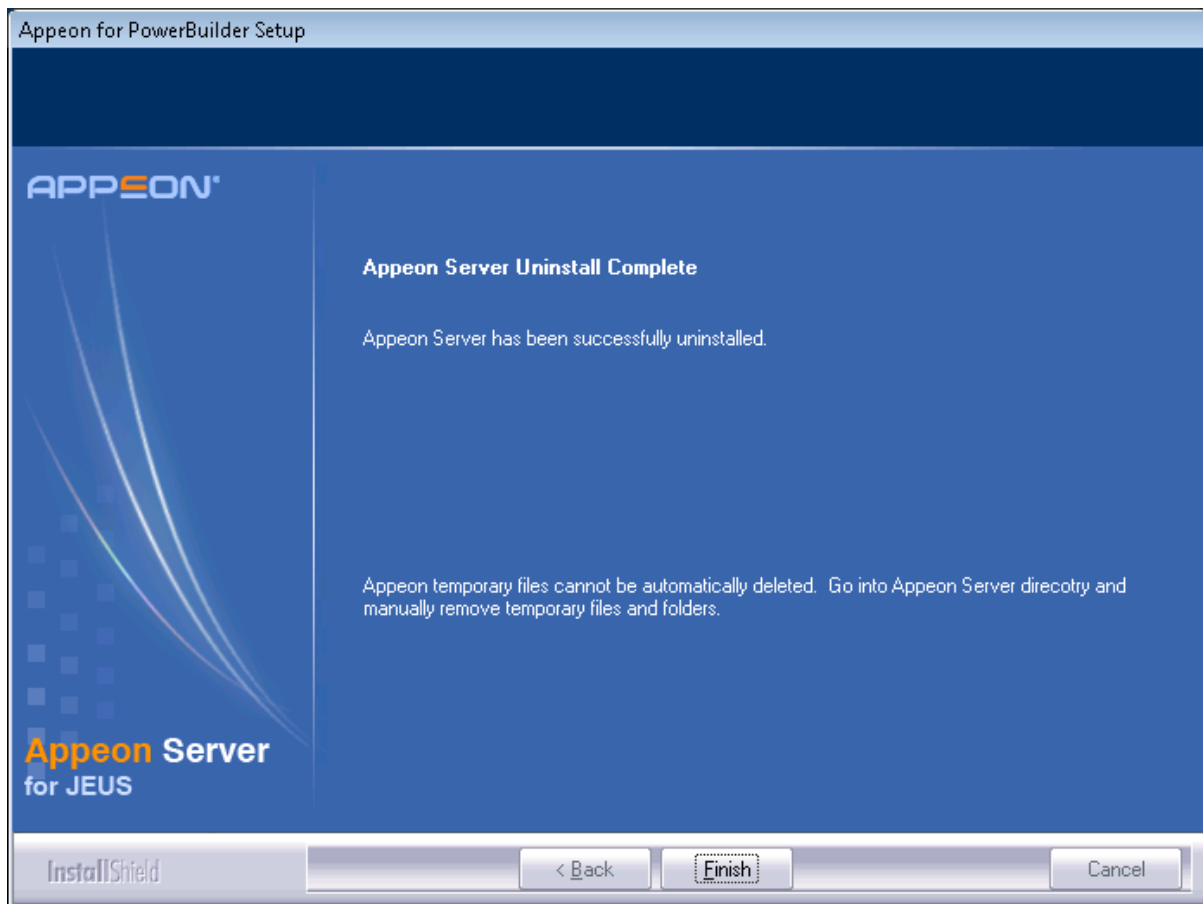 Appeon for PowerBuilder Setup
APPEON®
Appeon Server Uninstall Complete
Appeon Server has been successfully uninstalled.
Appeon temporary files cannot be automatically deleted.  Go into Appeon Server direcotry and
manually remove temporary files and folders.
Appeon Server
for JEUS
InstallShield
< Back
Finish
Cancel